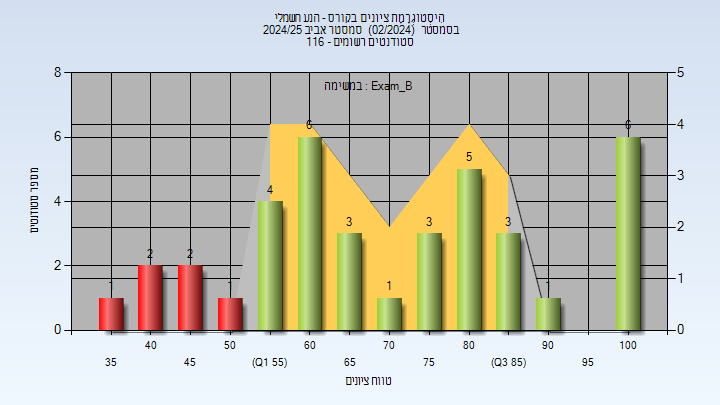 היסטוגרמת ציונים בקורס - הנע חשמלי
בסמסטר (02/2024) סמסטר אביב 2024/25
סטודנטים רשומים - 116
במשימה : Exam_B
מספר סטודנטים
8 6 4 2 0
5 4 3 2 1 0
1 2 2 1 4 6 3 1 3 5 3 1 6
40 50 60 70 80 90 100
35 45 (Q1 55) 65 75 (Q3 85) 95
טווח ציונים